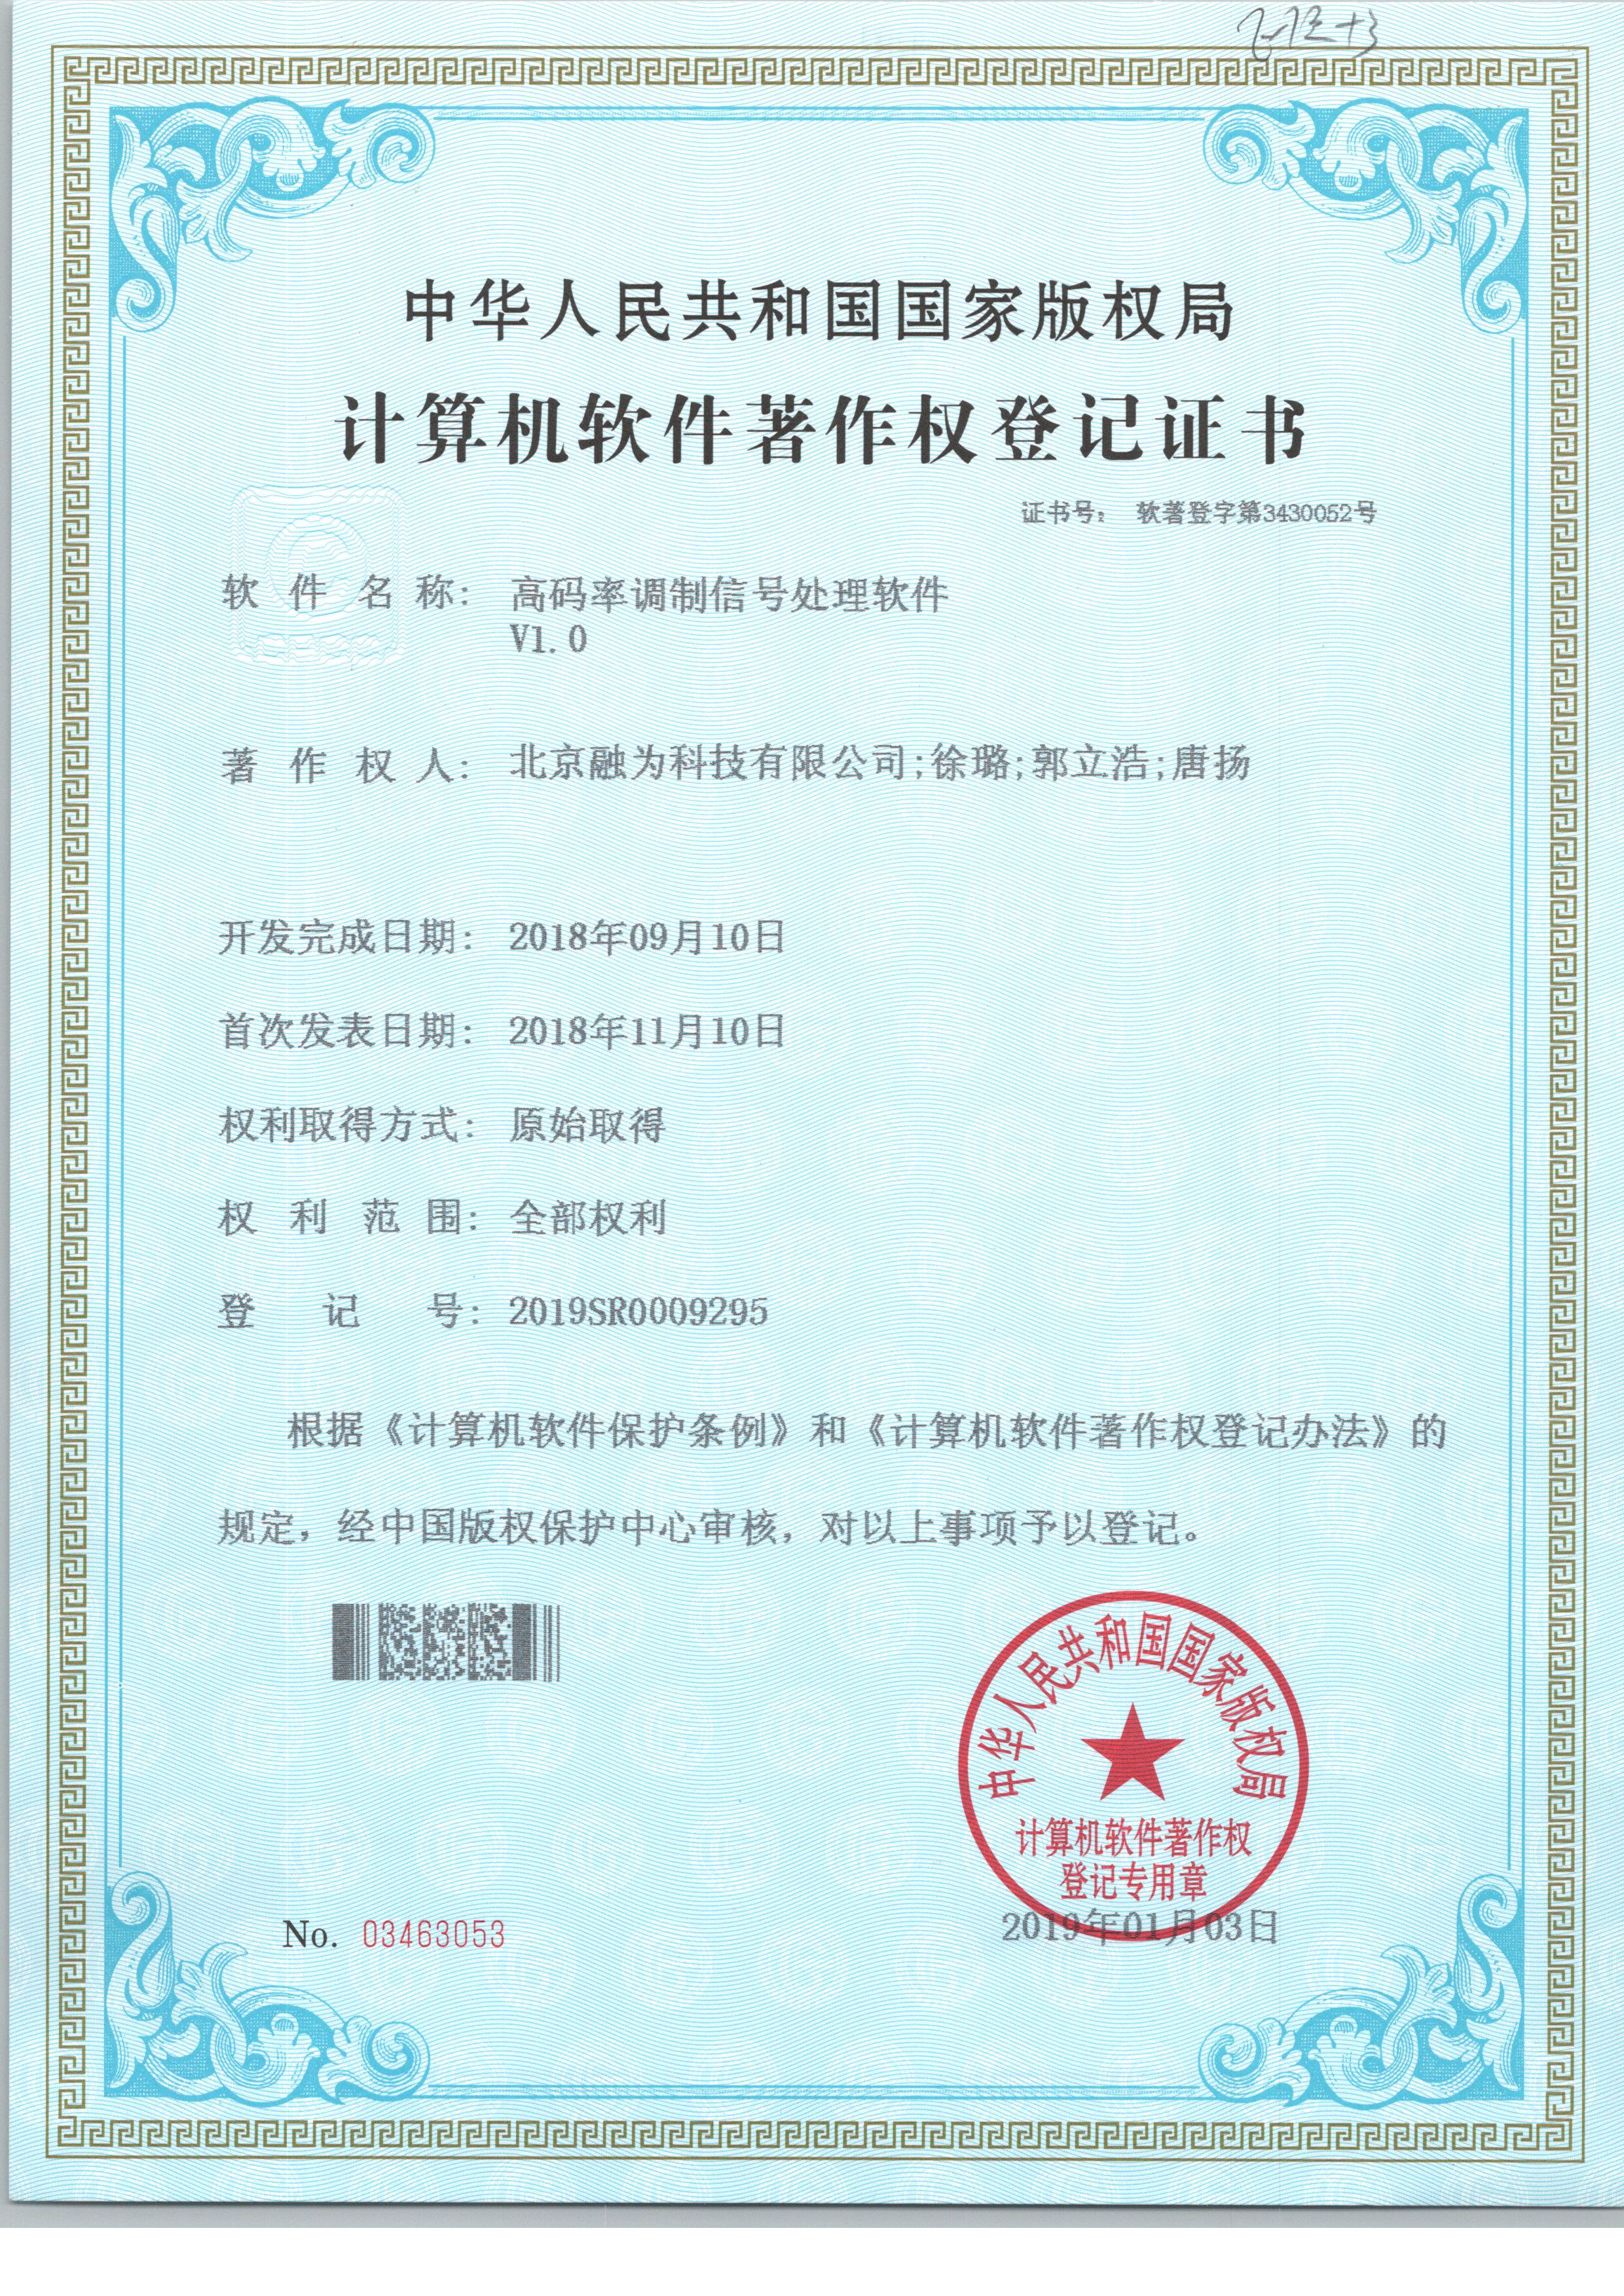 中华人民共和国国家版权局
计算机软件著作权登记证书
证书号： 软著登字第3430052号
软件名称： 高码率调制信号处理软件
V1.0
著作权人： 北京融为科技有限公司;徐璐;郭立浩;唐扬
开发完成日期： 2018年09月10日
首次发表日期： 2018年11月10日
权利取得方式： 原始取得
权利范围： 全部权利
登记号： 2019SR0009295
根据《计算机软件保护条例》和《计算机软件著作权登记办法》的
规定，经中国版权保护中心审核，对以上事项予以登记。
中华人民共和国国家版权局
计算机软件著作权
登记专用章
No. 03463053
2019年01月03日